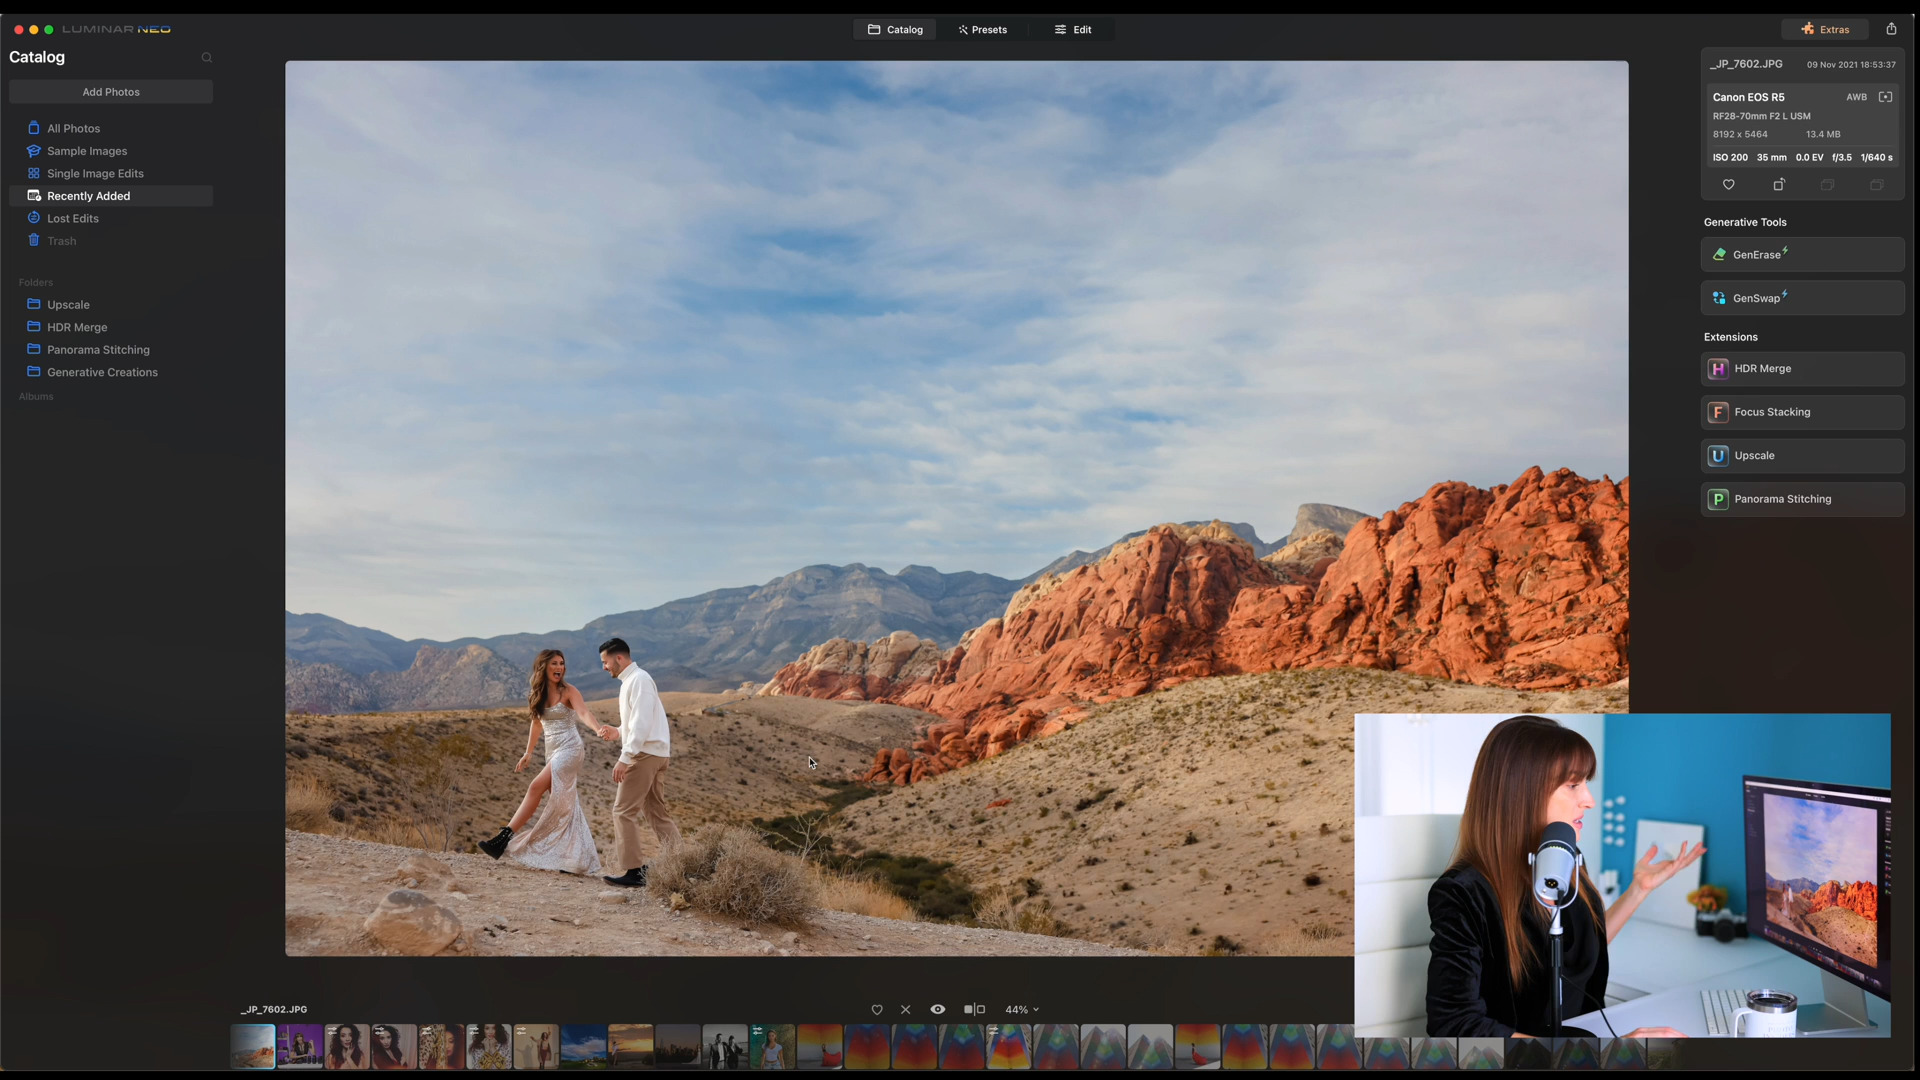 LUMINAR NEO
Catalog
Presets
Edit
Extras
Catalog
Add Photos
All Photos
Sample Images
Single Image Edits
Recently Added
Lost Edits
Trash
Folders
Upscale
HDR Merge
Panorama Stitching
Generative Creations
Albums
_JP_7602.JPG 09 Nov 2021 18:53:37
Canon EOS R5 AWB
RF28-70mm F2 L USM
8192 x 5464 13.4 MB
ISO 200 35 mm 0.0 EV f/3.5 1/640 s
Generative Tools
GenErase
GenSwap
Extensions
H HDR Merge
F Focus Stacking
U Upscale
P Panorama Stitching
_JP_7602.JPG
44%